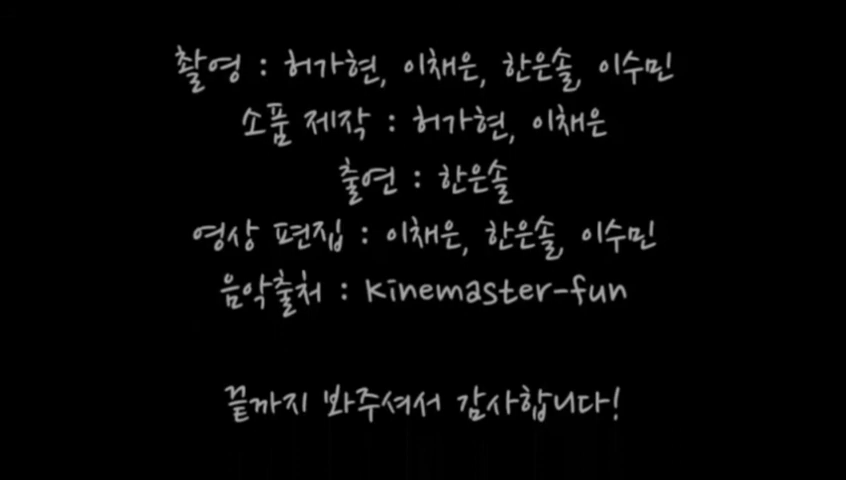 촬영 : 허가현, 이채은, 한은솔, 이수민
소품 제작 : 허가현, 이채은
출연 : 한은솔
영상 편집 : 이채은, 한은솔, 이수민
음악출처 : kinemaster-fun
끝까지 봐주셔서 감사합니다!